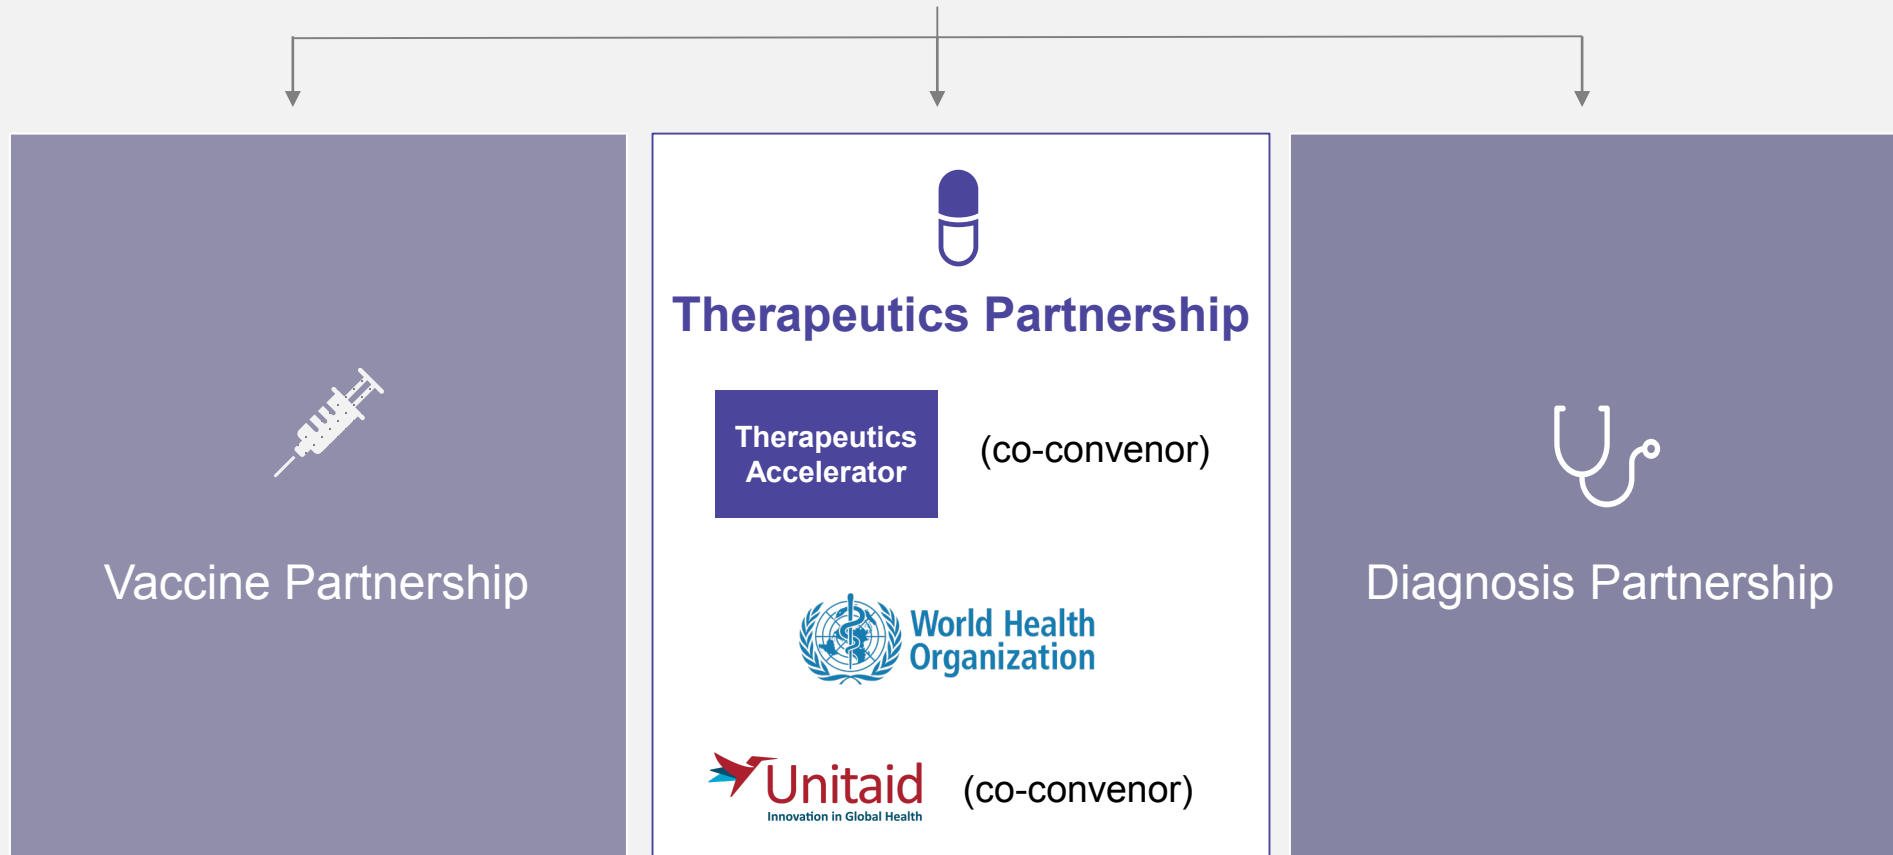 Therapeutics Partnership
Therapeutics
Accelerator
(co-convenor)
World Health
Organization
Unitaid
Innovation in Global Health
(co-convenor)
Vaccine Partnership
Diagnosis Partnership